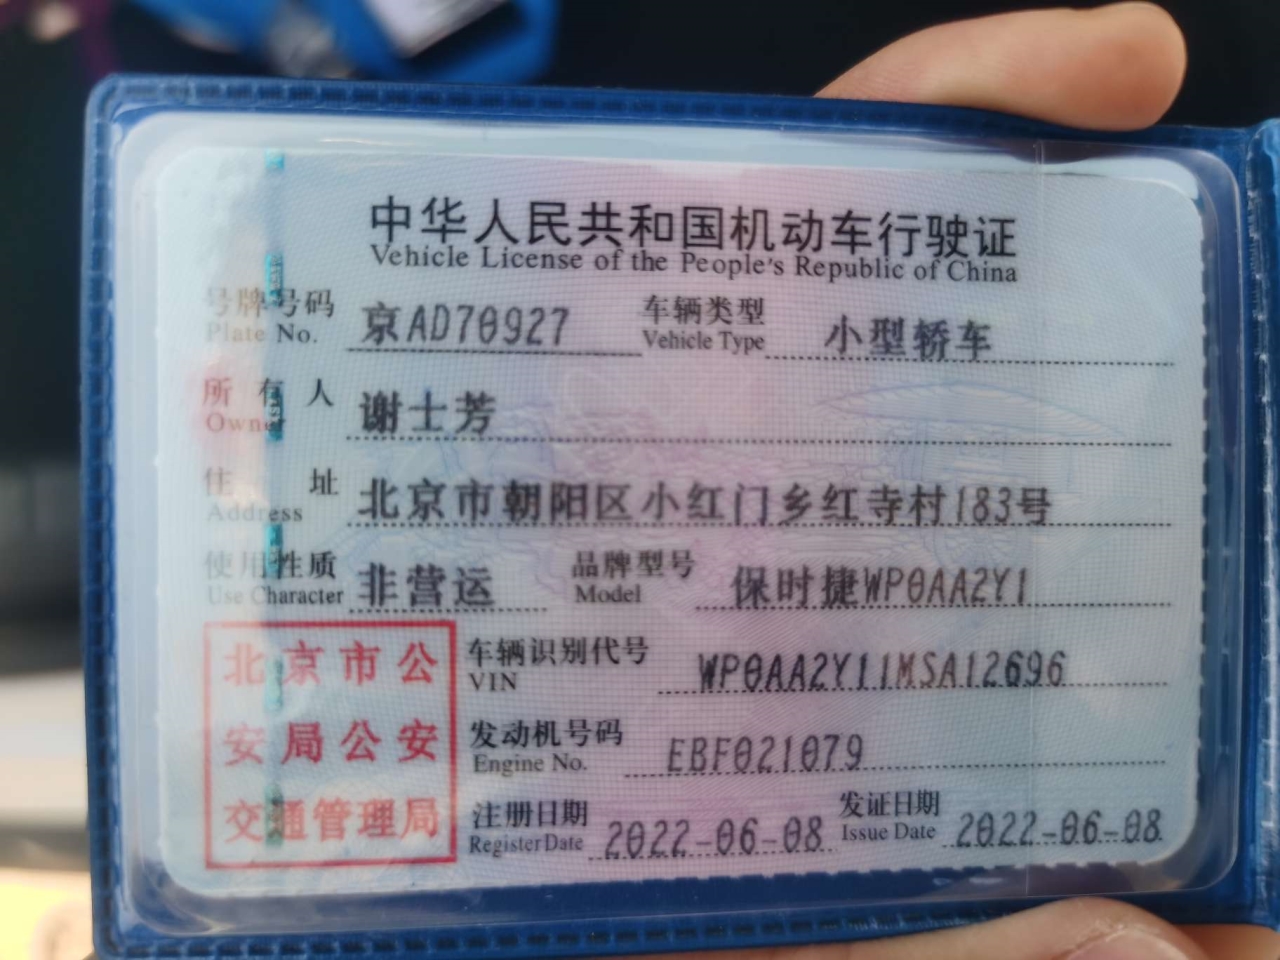 中华人民共和国机动车行驶证
Vehicle License of the People's Republic of China
号牌号码 京AD70927 车辆类型 小型轿车
Plate No. Vehicle Type
所有人 谢士芳
Owner
住址 北京市朝阳区小红门乡红寺村183号
Address
使用性质 非营运 品牌型号 保时捷WP0AA2Y1
Use Character Model
北京市公
安局公安
交通管理局
车辆识别代号 WP0AA2Y11MSA12696
VIN
发动机号码 EBF021079
Engine No.
注册日期 2022-06-08 发证日期 2022-06-08
Register Date Issue Date